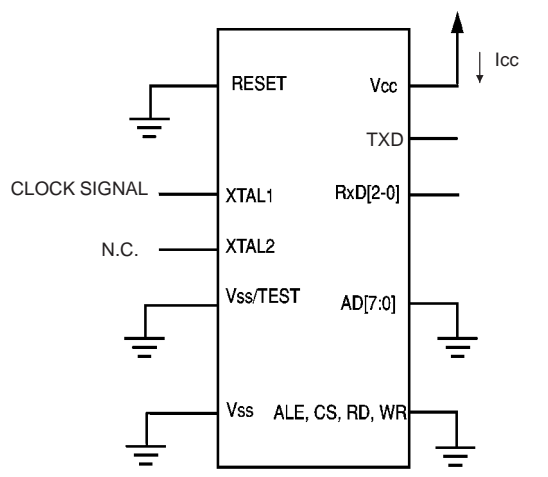 Icc
RESET
Vcc
TXD
CLOCK SIGNAL
XTAL1
RxD[2-0]
N.C.
XTAL2
Vss/TEST
AD[7:0]
Vss
ALE, CS, RD, WR